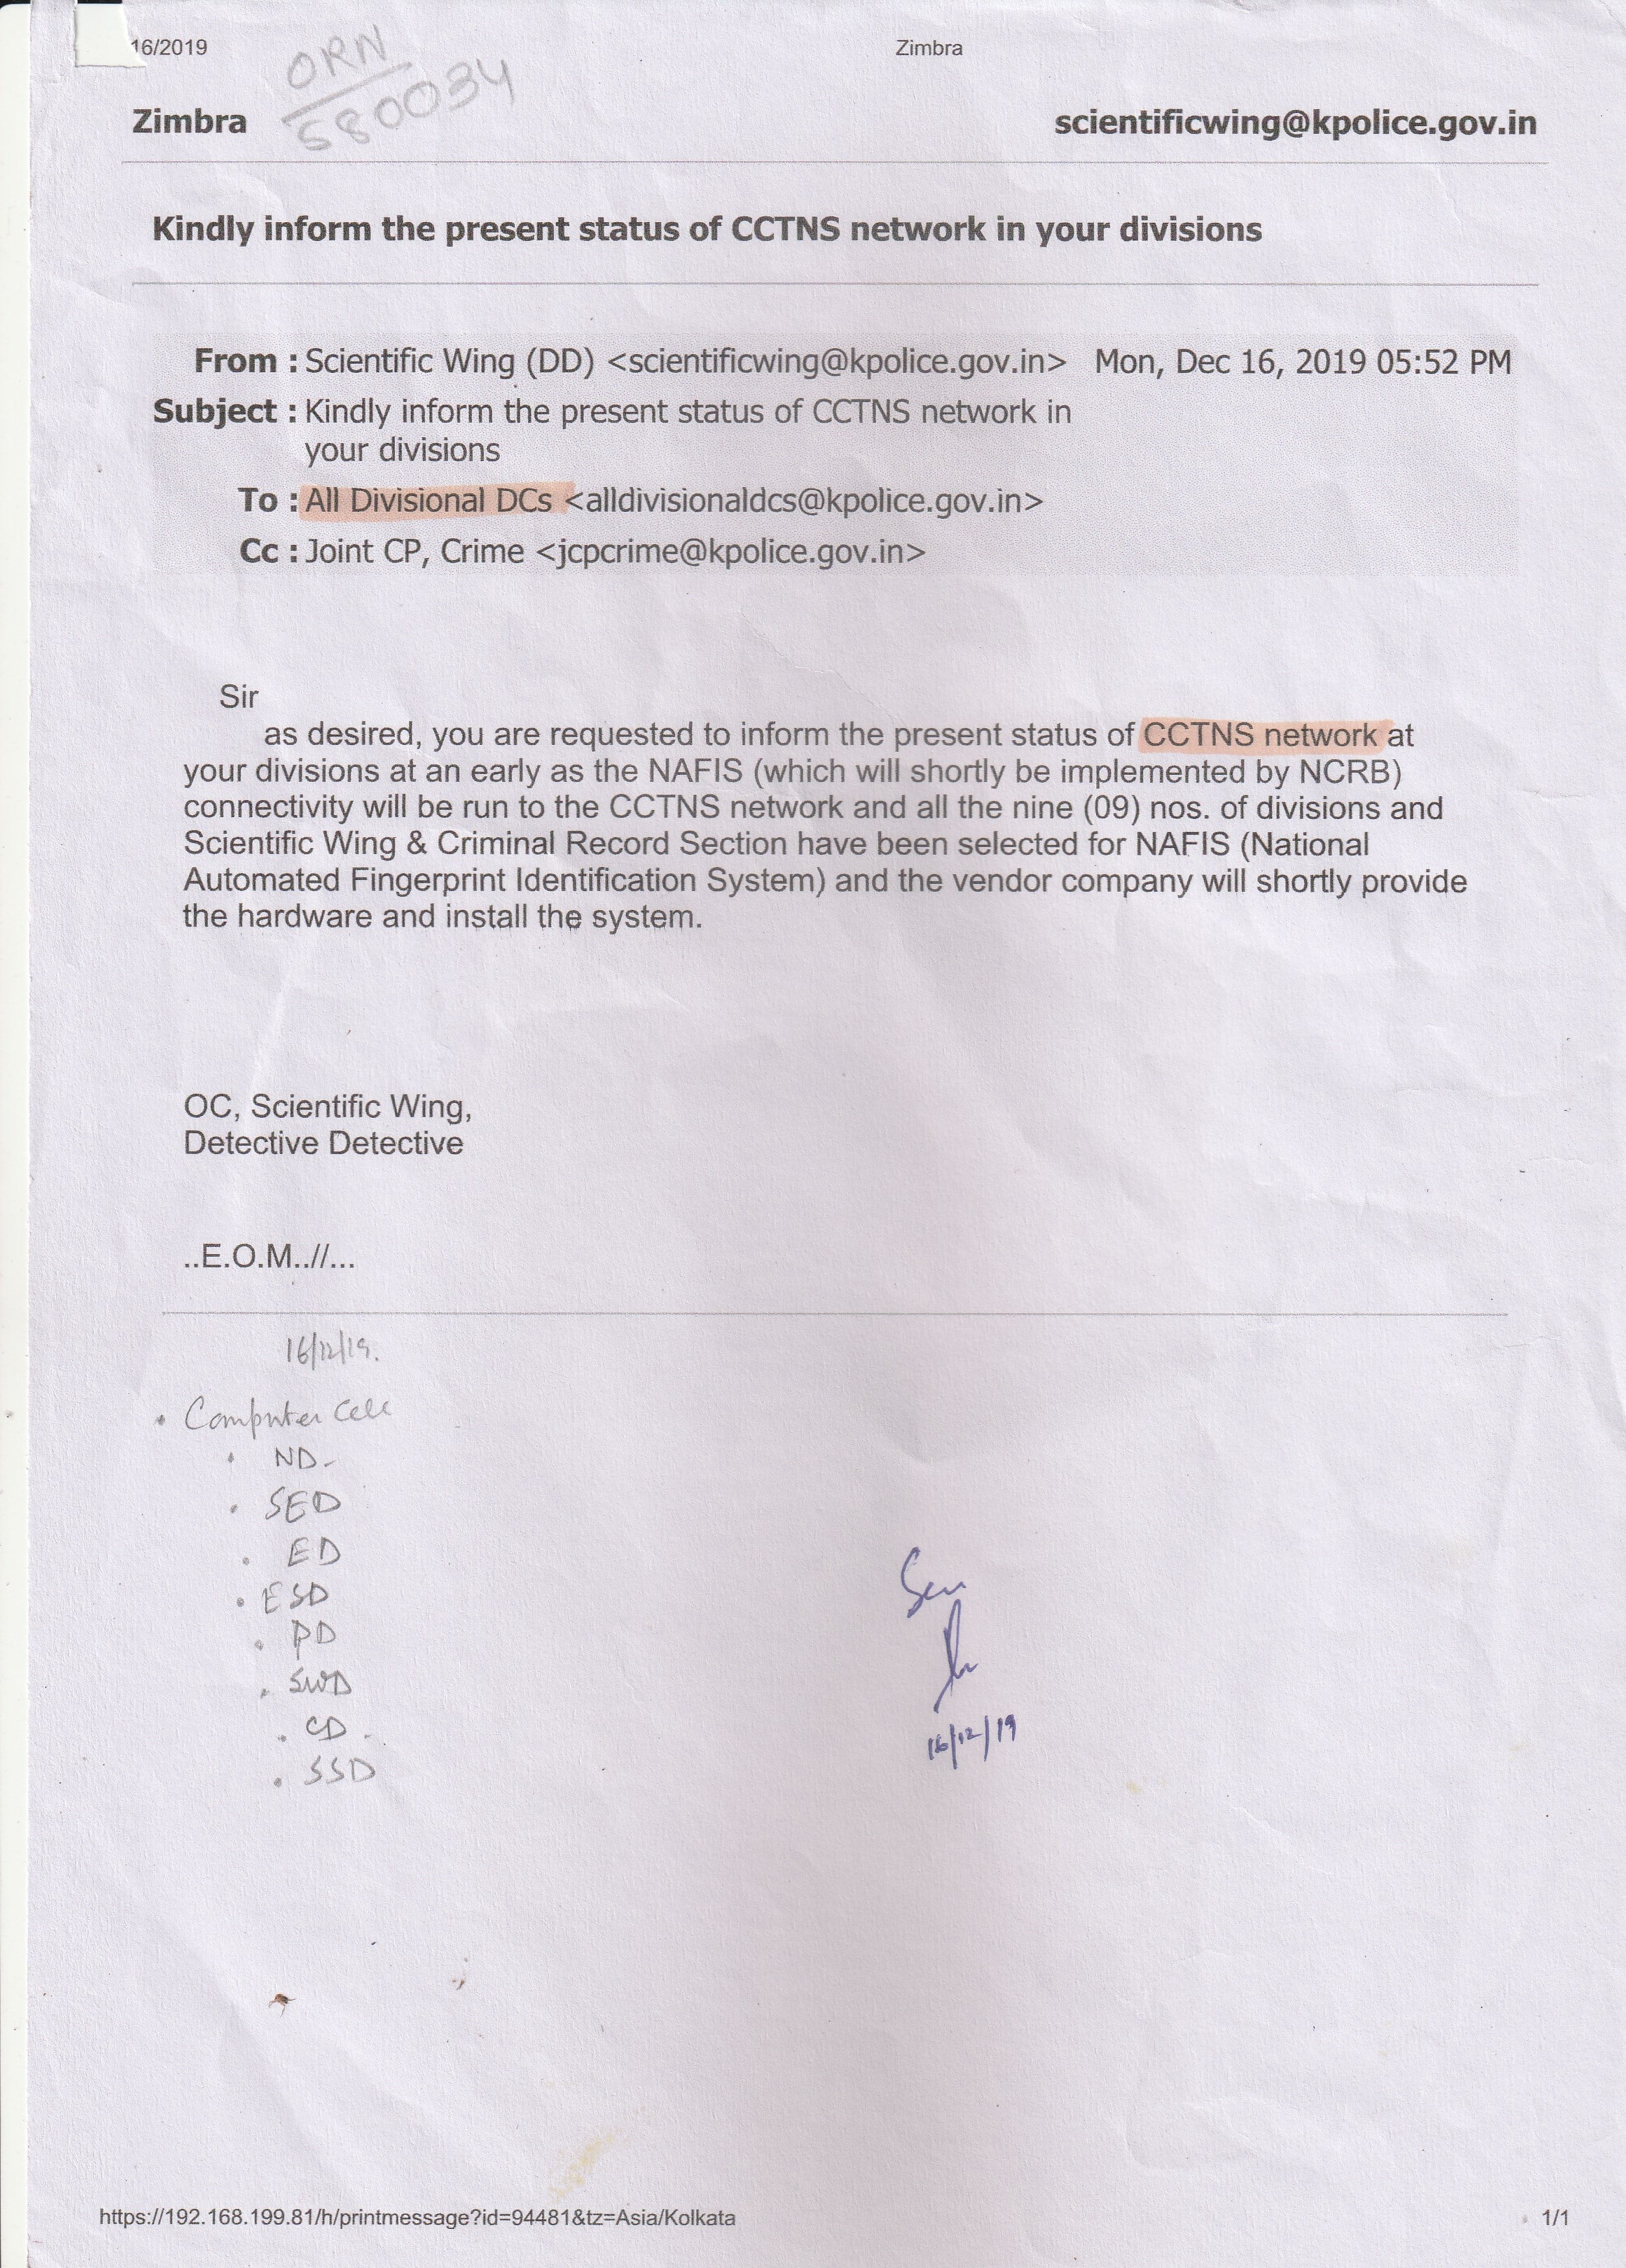 16/2019
Zimbra
ORN
580034
Zimbra
scientificwing@kpolice.gov.in
Kindly inform the present status of CCTNS network in your divisions
From : Scientific Wing (DD) <scientificwing@kpolice.gov.in> Mon, Dec 16, 2019 05:52 PM
Subject : Kindly inform the present status of CCTNS network in
your divisions
To : All Divisional DCs <alldivisionaldcs@kpolice.gov.in>
Cc : Joint CP, Crime <jcpcrime@kpolice.gov.in>
Sir
as desired, you are requested to inform the present status of CCTNS network at
your divisions at an early as the NAFIS (which will shortly be implemented by NCRB)
connectivity will be run to the CCTNS network and all the nine (09) nos. of divisions and
Scientific Wing & Criminal Record Section have been selected for NAFIS (National
Automated Fingerprint Identification System) and the vendor company will shortly provide
the hardware and install the system.
OC, Scientific Wing,
Detective Detective
..E.O.M..//...
16/12/19.
• Computer Cell
• ND-
• SED
• ED
• ESD
• PD
• SWD
• CD.
• SSD
16/12/19
https://192.168.199.81/h/printmessage?id=94481&tz=Asia/Kolkata
1/1